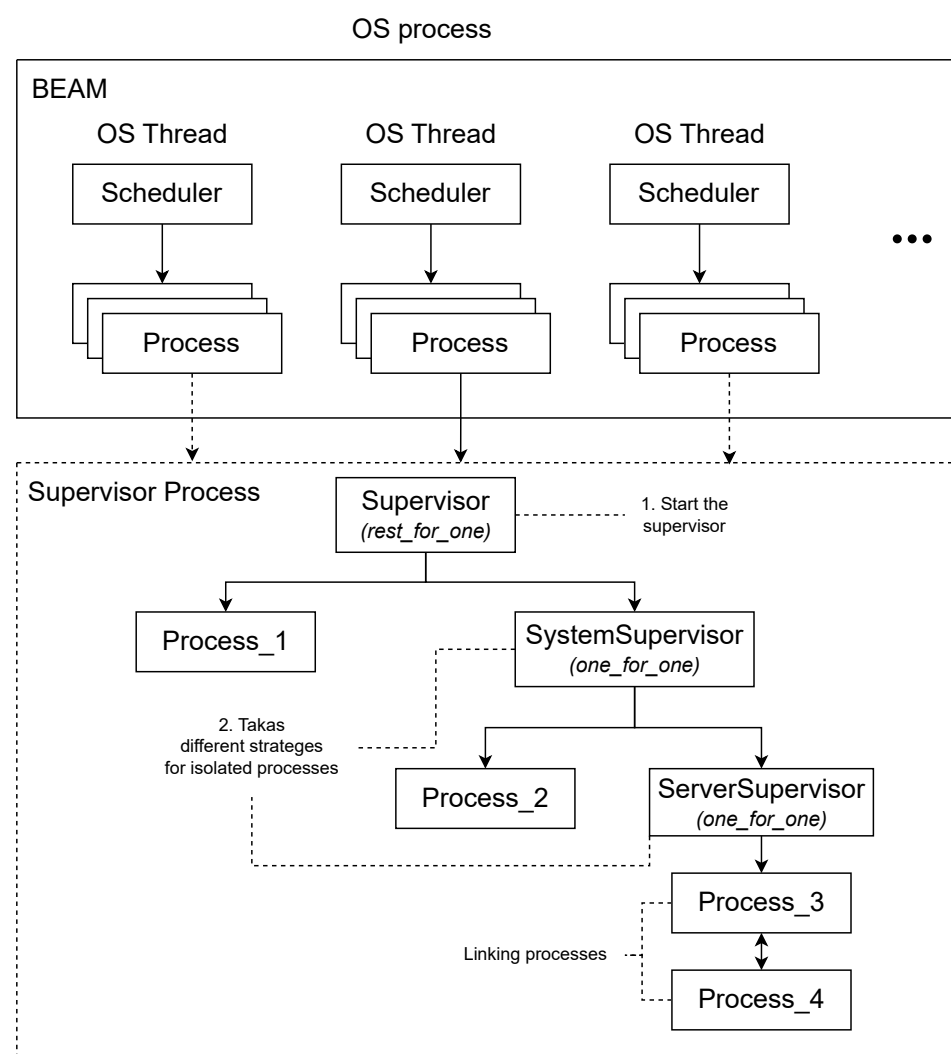 OS process
BEAM
OS Thread
OS Thread
OS Thread
Scheduler
Scheduler
Scheduler
•••
Process
Process
Process
Supervisor Process
Supervisor
(rest_for_one)
1. Start the
supervisor
Process_1
SystemSupervisor
(one_for_one)
2. Takas
different strateges
for isolated processes
Process_2
ServerSupervisor
(one_for_one)
Process_3
Linking processes
Process_4